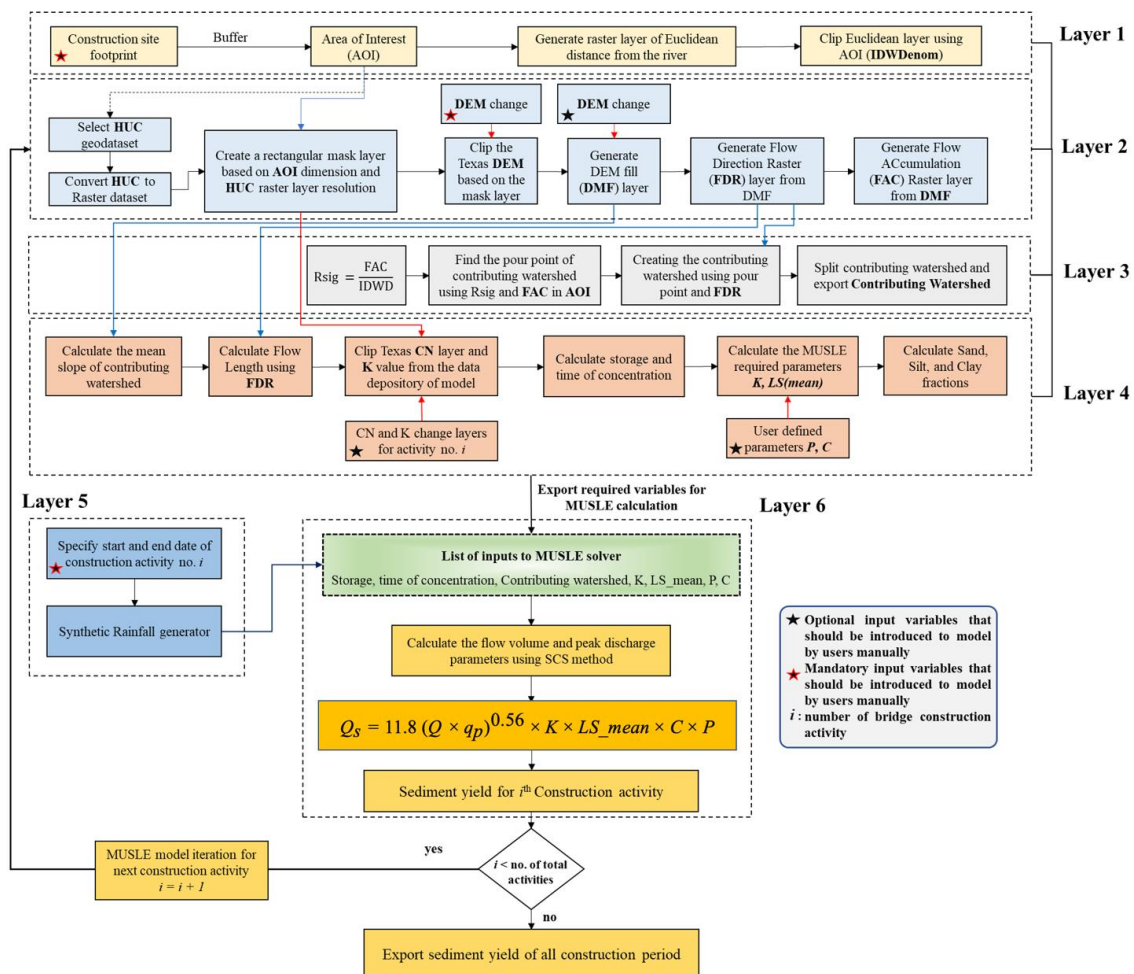 Construction site
footprint
Buffer
Area of Interest
(AOI)
Generate raster layer of Euclidean
distance from the river
Clip Euclidean layer using
AOI (IDWDenom)
Layer 1
Select HUC
geodataset
Convert HUC to
Raster dataset
Create a rectangular mask layer
based on AOI dimension and
HUC raster layer resolution
DEM change
Clip the
Texas DEM
based on the
mask layer
DEM change
Generate
DEM fill
(DMF) layer
Generate Flow
Direction Raster
(FDR) layer from
DMF
Generate Flow
ACcumulation
(FAC) Raster layer
from DMF
Layer 2
Rsig = FAC
IDWD
Find the pour point of
contributing watershed
using Rsig and FAC in AOI
Creating the contributing
watershed using pour
point and FDR
Split contributing watershed and
export Contributing Watershed
Layer 3
Calculate the mean
slope of contributing
watershed
Calculate Flow
Length using
FDR
Clip Texas CN layer and
K value from the data
depository of model
Calculate storage and
time of concentration
Calculate the MUSLE
required parameters
K, LS(mean)
Calculate Sand,
Silt, and Clay
fractions
Layer 4
CN and K change layers
for activity no. i
User defined
parameters P, C
Export required variables for
MUSLE calculation
Layer 5
Specify start and end date of
construction activity no. i
Synthetic Rainfall generator
Layer 6
List of inputs to MUSLE solver
Storage, time of concentration, Contributing watershed, K, LS_mean, P, C
Calculate the flow volume and peak discharge
parameters using SCS method
Qs = 11.8 (Q × qp)^0.56 × K × LS_mean × C × P
Sediment yield for ith Construction activity
Optional input variables that
should be introduced to model
by users manually
Mandatory input variables that
should be introduced to model
by users manually
i : number of bridge construction
activity
i < no. of total
activities
yes
MUSLE model iteration for
next construction activity
i = i + 1
no
Export sediment yield of all construction period